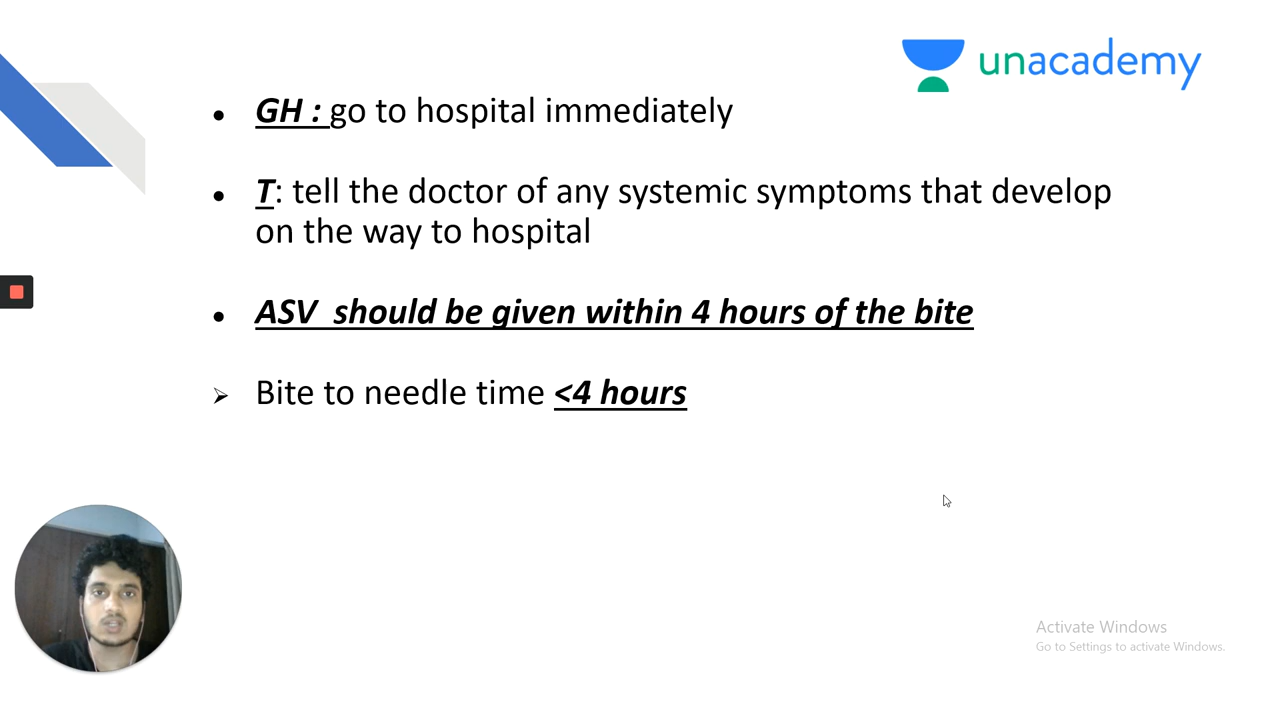 unacademy
GH : go to hospital immediately
T: tell the doctor of any systemic symptoms that develop
on the way to hospital
ASV should be given within 4 hours of the bite
Bite to needle time <4 hours
Activate Windows
Go to Settings to activate Windows.